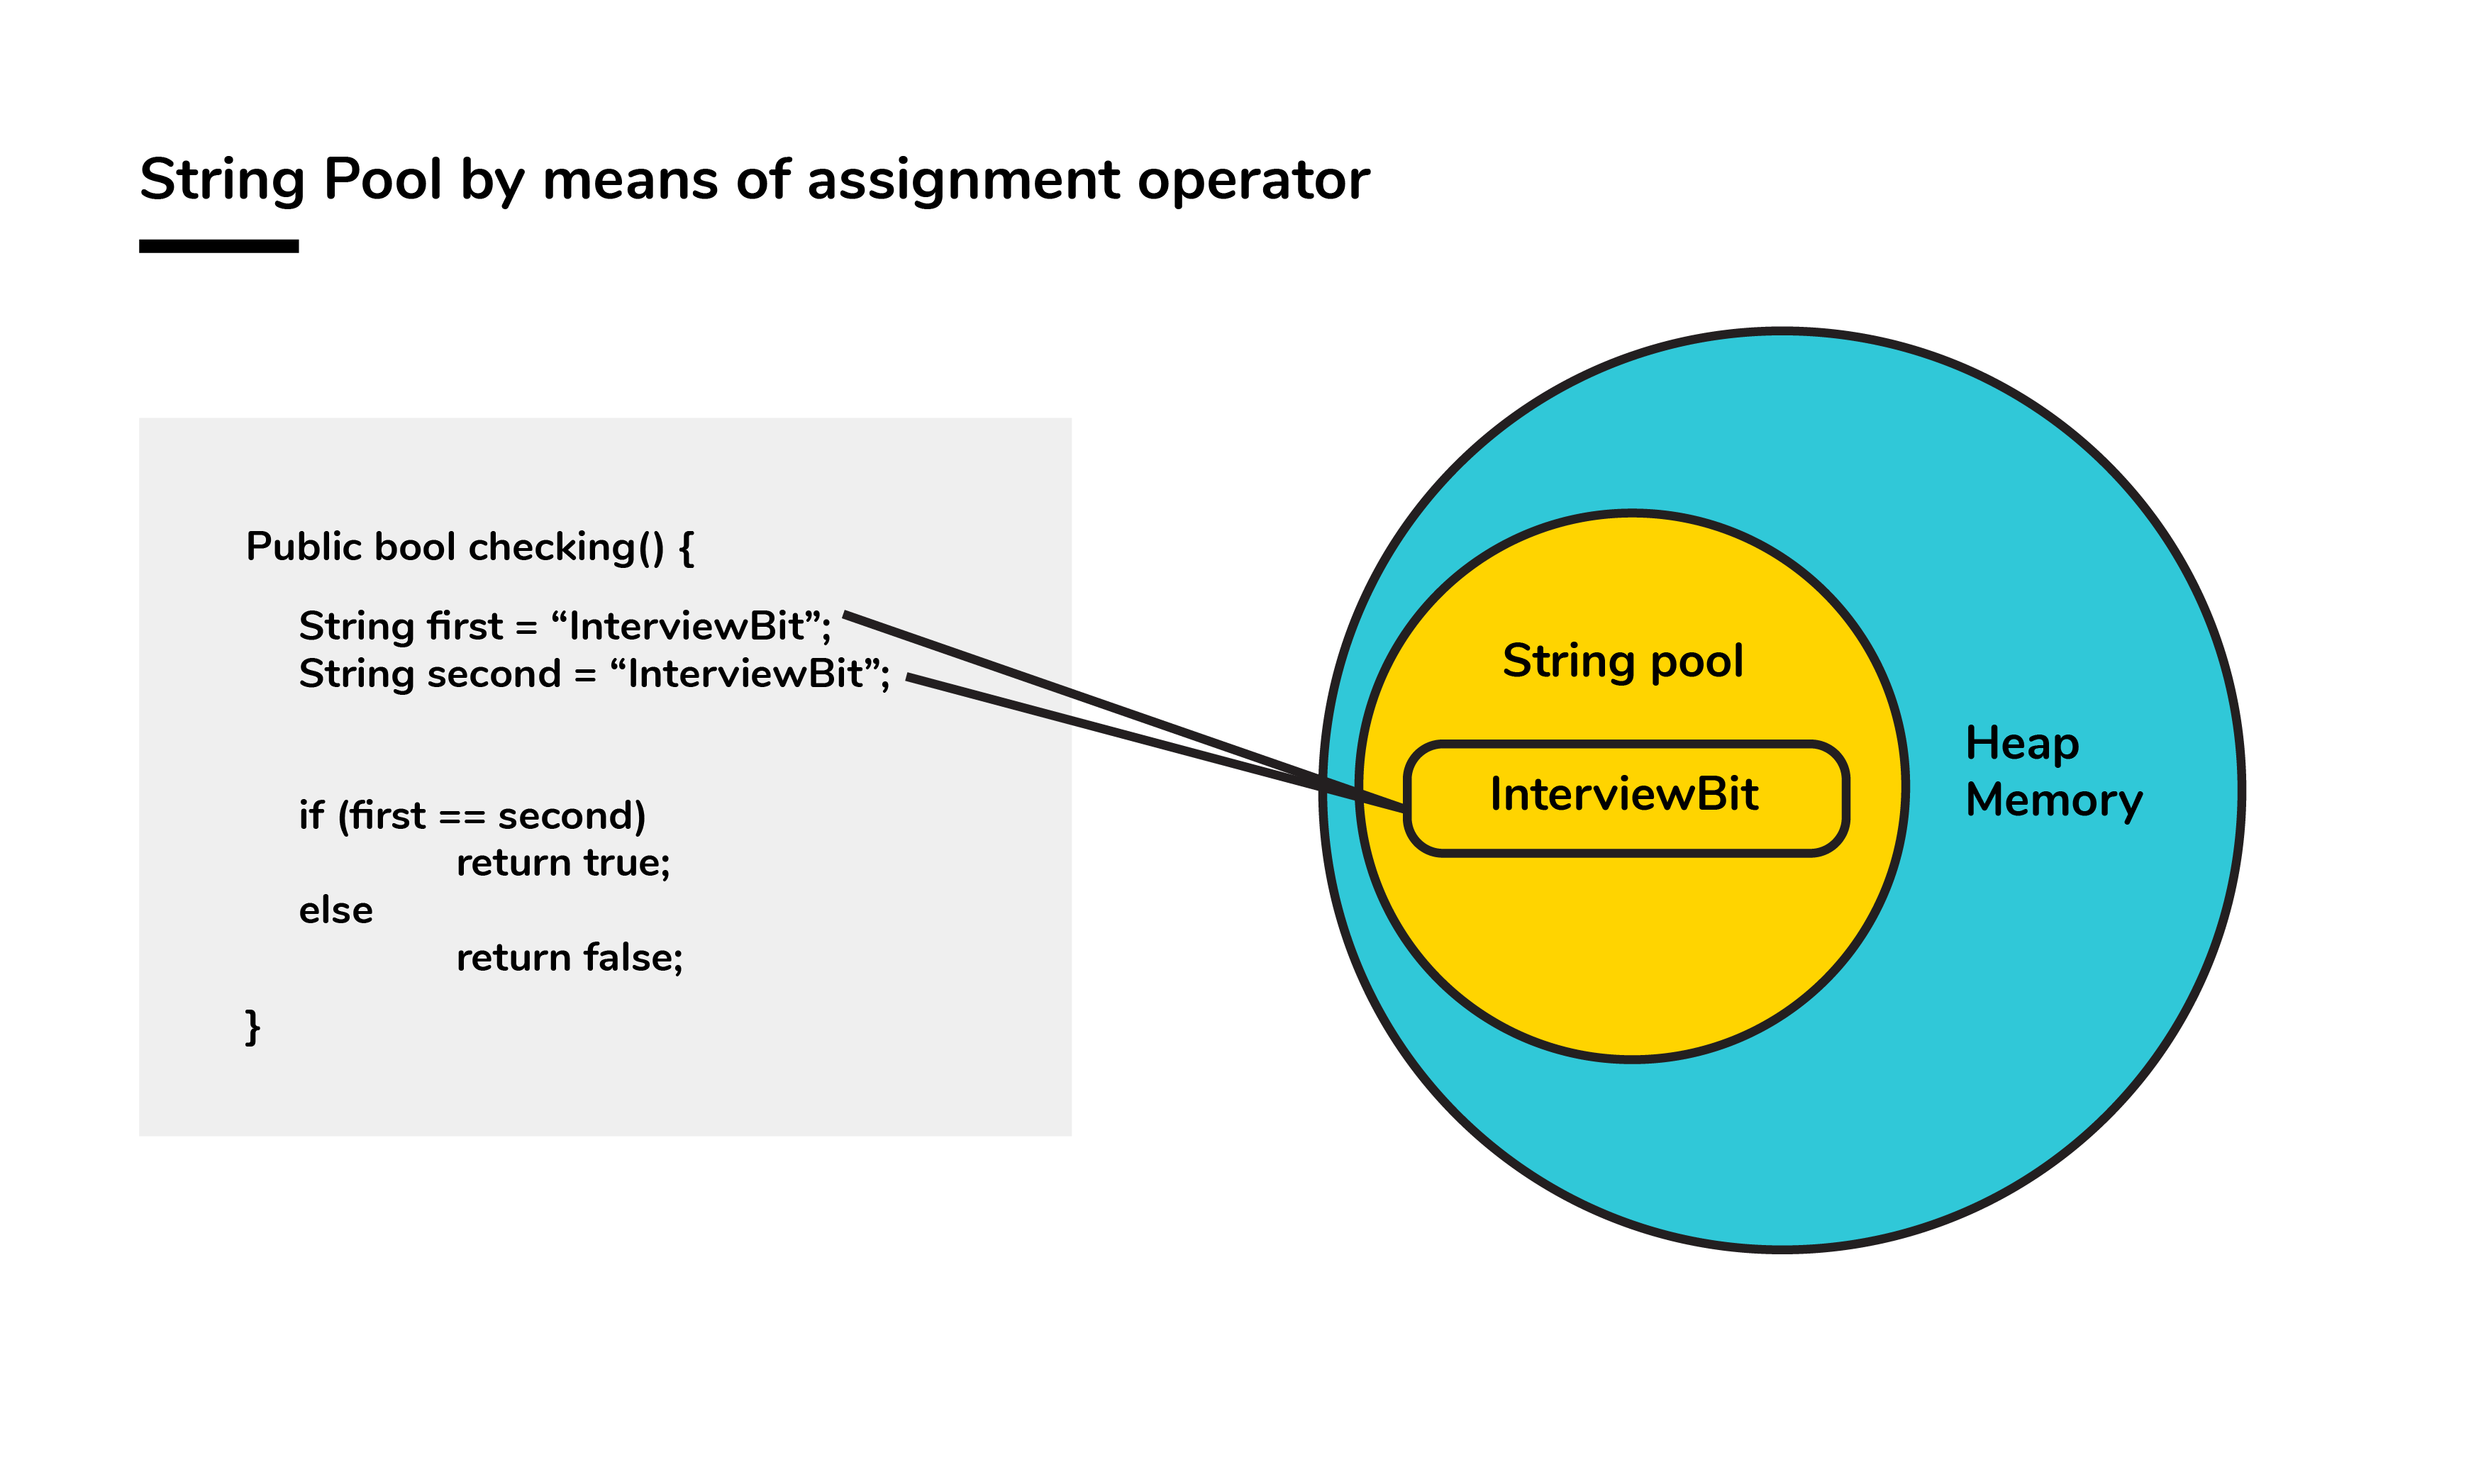 String Pool by means of assignment operator
Public bool checking() {
String first = “InterviewBit”;
String second = “InterviewBit”;
if (first == second)
return true;
else
return false;
}
String pool
InterviewBit
Heap
Memory